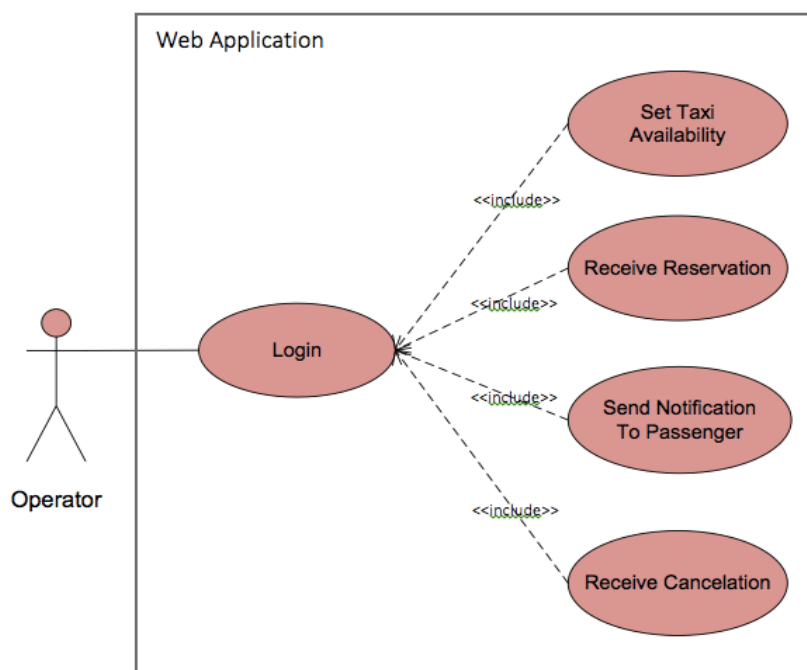 Web Application
Set Taxi
Availability
<<include>>
Receive Reservation
<<include>>
Login
<<include>>
Send Notification
To Passenger
Operator
<<include>>
Receive Cancelation